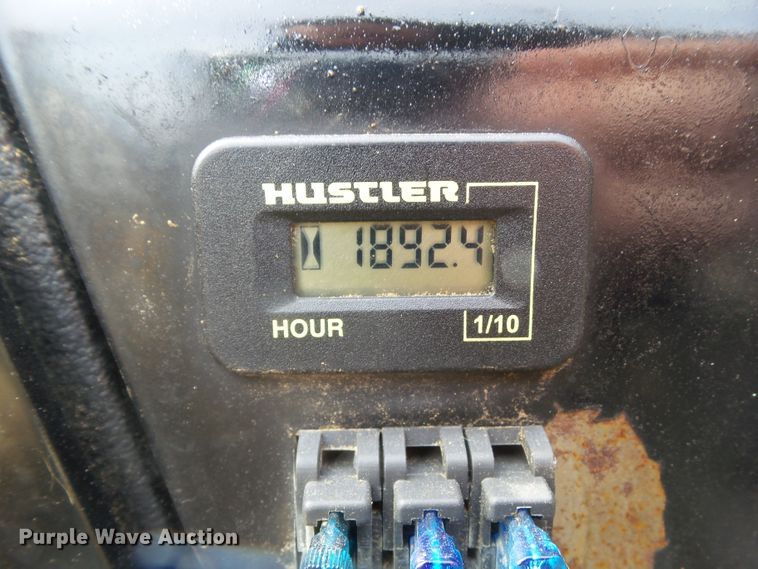 HUSTLER
1892.4
HOUR 1/10
Purple Wave Auction®